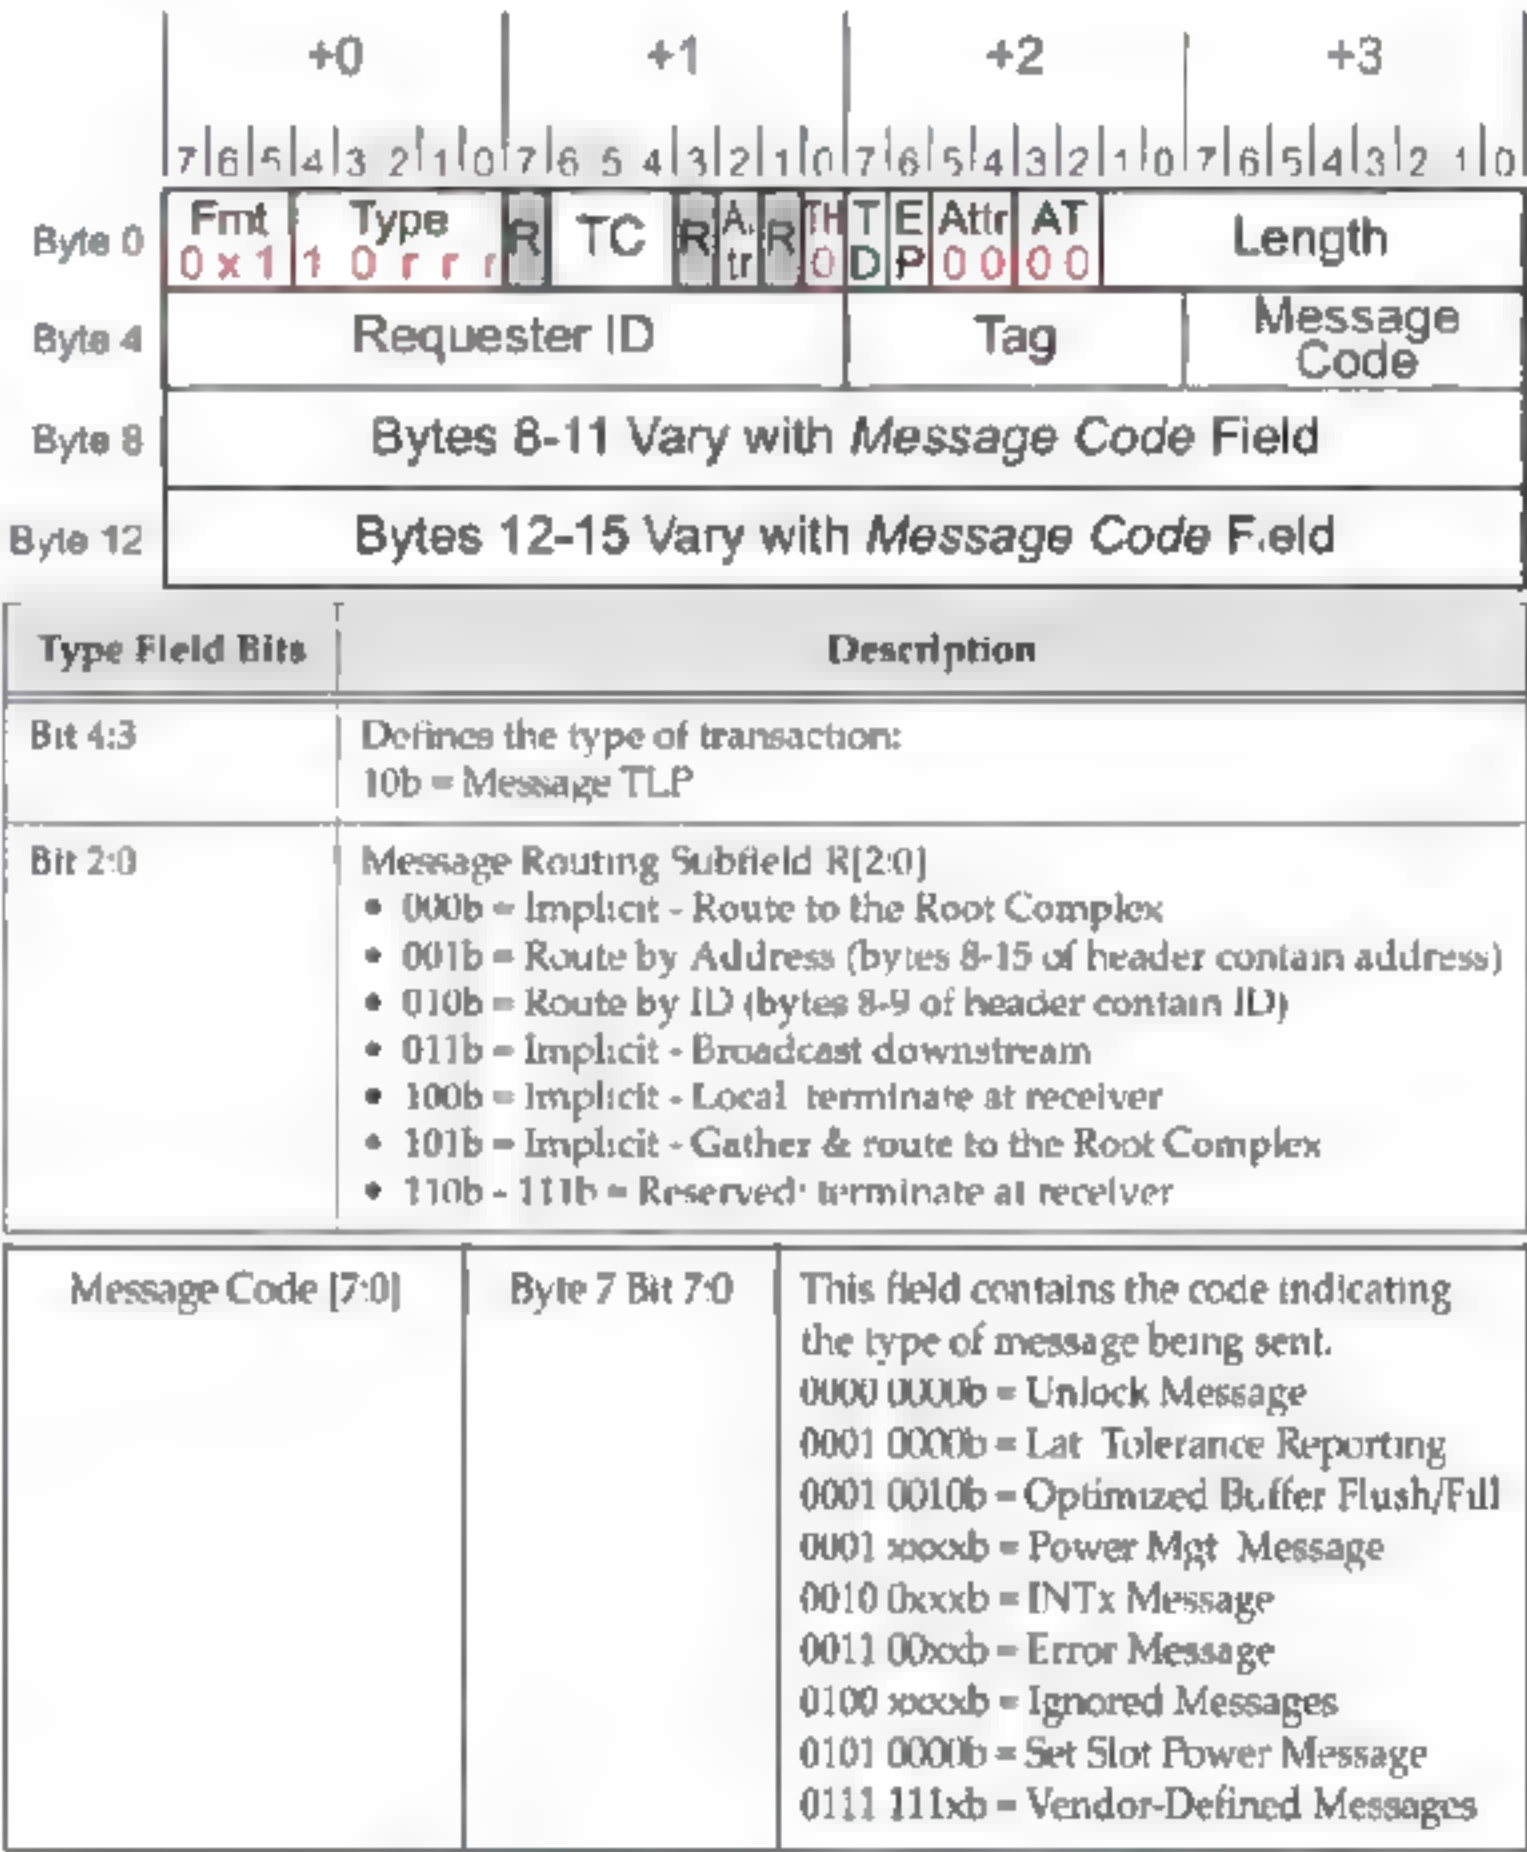 +0 +1 +2 +3
7 6 5 4 3 2 1 0 7 6 5 4 3 2 1 0 7 6 5 4 3 2 1 0 7 6 5 4 3 2 1 0
Byte 0 Fmt 0 x 1 Type 1 0 r r r R TC R A. tr R TH 0 T D E P Attr 0 0 AT 0 0 Length
Byte 4 Requester ID Tag Message Code
Byte 8 Bytes 8-11 Vary with Message Code Field
Byte 12 Bytes 12-15 Vary with Message Code Field
Type Field Bits Description
Bit 4:3 Defines the type of transaction:
10b = Message TLP
Bit 2:0 Message Routing Subfield R[2:0]
• 000b = Implicit - Route to the Root Complex
• 001b = Route by Address (bytes 8-15 of header contain address)
• 010b = Route by ID (bytes 8-9 of header contain ID)
• 011b = Implicit - Broadcast downstream
• 100b = Implicit - Local terminate at receiver
• 101b = Implicit - Gather & route to the Root Complex
• 110b - 111b = Reserved: terminate at receiver
Message Code [7:0] Byte 7 Bit 7:0 This field contains the code indicating
the type of message being sent.
0000 0000b = Unlock Message
0001 0000b = Lat Tolerance Reporting
0001 0010b = Optimized Buffer Flush/Fill
0001 xxxxb = Power Mgt Message
0010 0xxxb = INTx Message
0011 00xxb = Error Message
0100 xxxxb = Ignored Messages
0101 0000b = Set Slot Power Message
0111 111xb = Vendor-Defined Messages